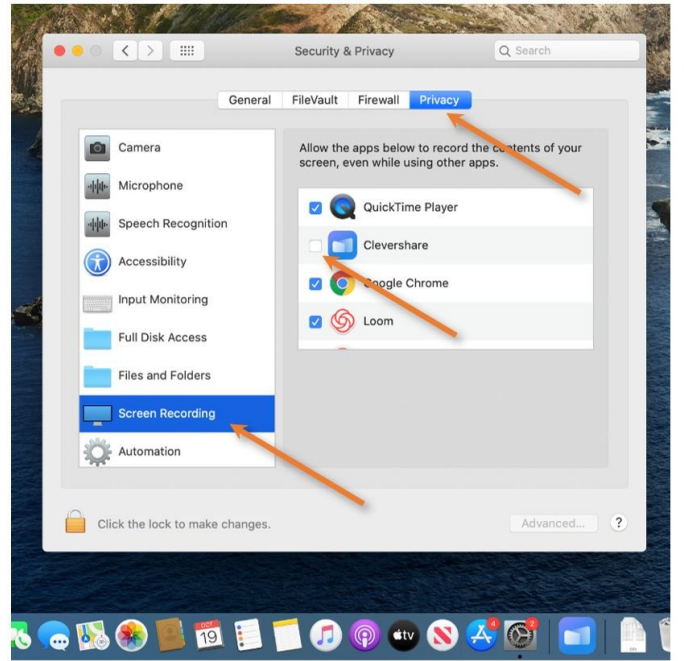 Security & Privacy
Search
General
FileVault
Firewall
Privacy
Camera
Microphone
Speech Recognition
Accessibility
Input Monitoring
Full Disk Access
Files and Folders
Screen Recording
Automation
Allow the apps below to record the contents of your
screen, even while using other apps.
QuickTime Player
Clevershare
Google Chrome
Loom
Click the lock to make changes.
Advanced...
?
OCT
19
tv
4
2